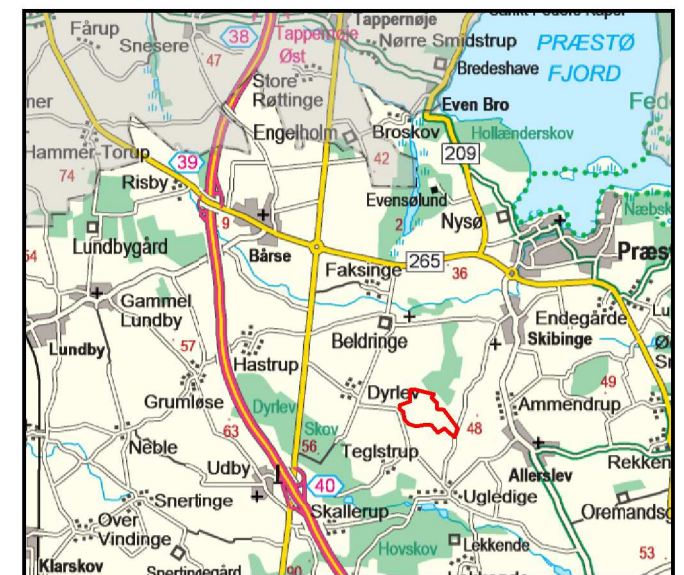 Fårup
Snesere
47
38
Tappernøje
Øst
Tappernøje
Nørre Smidstrup
PRÆSTØ
FJORD
Bredeshave
Store
Røttinge
Even Bro
Engelholm
Broskov
Hollænderskov
Hammer-Torup
39
209
42
74
Risby
Evensølund
Nysø
9
2
Lundbygård
Bårse
Faksinge
265
36
54
Gammel
Lundby
Beldringe
Endegårde
Skibinge
Lundby
57
Hastrup
49
Grumløse
Dyrlev
Dyrlev
Skov
Ammendrup
63
56
48
Neble
Teglstrup
Udby
40
Allerslev
Rekken
Snertinge
Ugledige
Skallerup
Oremandsg
Over
Vindinge
Hovskov
Lekkende
53
Klarskov
Snertingegård
90